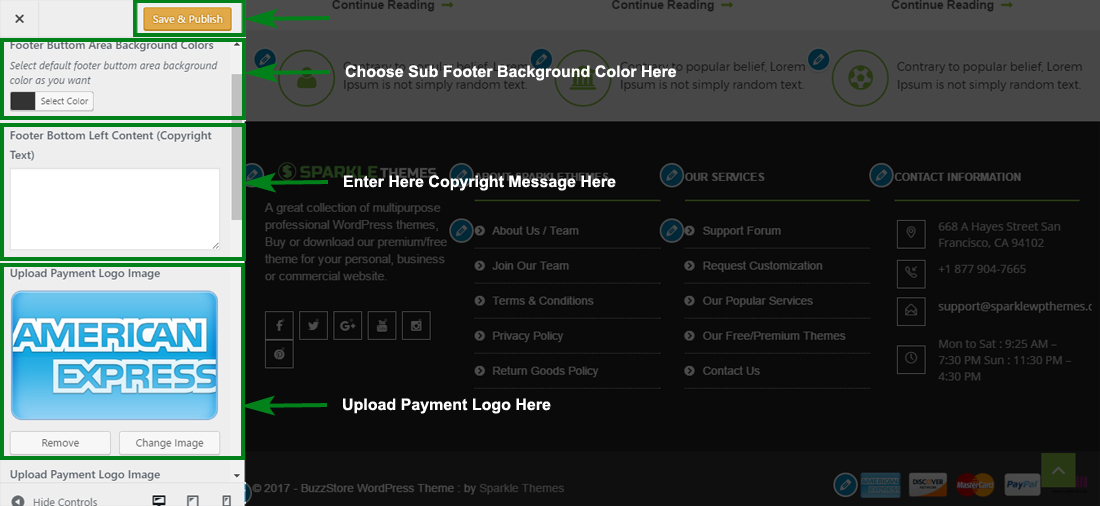 Save & Publish
Footer Buttom Area Background Colors
Select default footer buttom area background
color as you want
Select Color
Footer Bottom Left Content (Copyright
Text)
Upload Payment Logo Image
AMERICAN
EXPRESS
Remove
Change Image
Upload Payment Logo Image
Hide Controls
Continue Reading
Continue Reading
Continue Reading
Choose Sub Footer Background Color Here
Contrary to popular belief, Lorem
Ipsum is not simply random text.
Contrary to popular belief, Lorem
Ipsum is not simply random text.
Contrary to popular belief, Lorem
Ipsum is not simply random text.
Enter Here Copyright Message Here
SPARKLETHEMES
A great collection of multipurpose
professional WordPress themes,
Buy or download our premium/free
theme for your personal, business
or commercial website.
ABOUT SPARKLETHEMES
About Us / Team
Join Our Team
Terms & Conditions
Privacy Policy
Return Goods Policy
OUR SERVICES
Support Forum
Request Customization
Our Popular Services
Our Free/Premium Themes
Contact Us
CONTACT INFORMATION
668 A Hayes Street San
Francisco, CA 94102
+1 877 904-7665
support@sparklewpthemes.c
Mon to Sat : 9:25 AM –
7:30 PM Sun : 11:30 PM –
4:30 PM
Upload Payment Logo Here
© 2017 - BuzzStore WordPress Theme : by Sparkle Themes
AMERICAN
EXPRESS
DISCOVER
MasterCard
PayPal